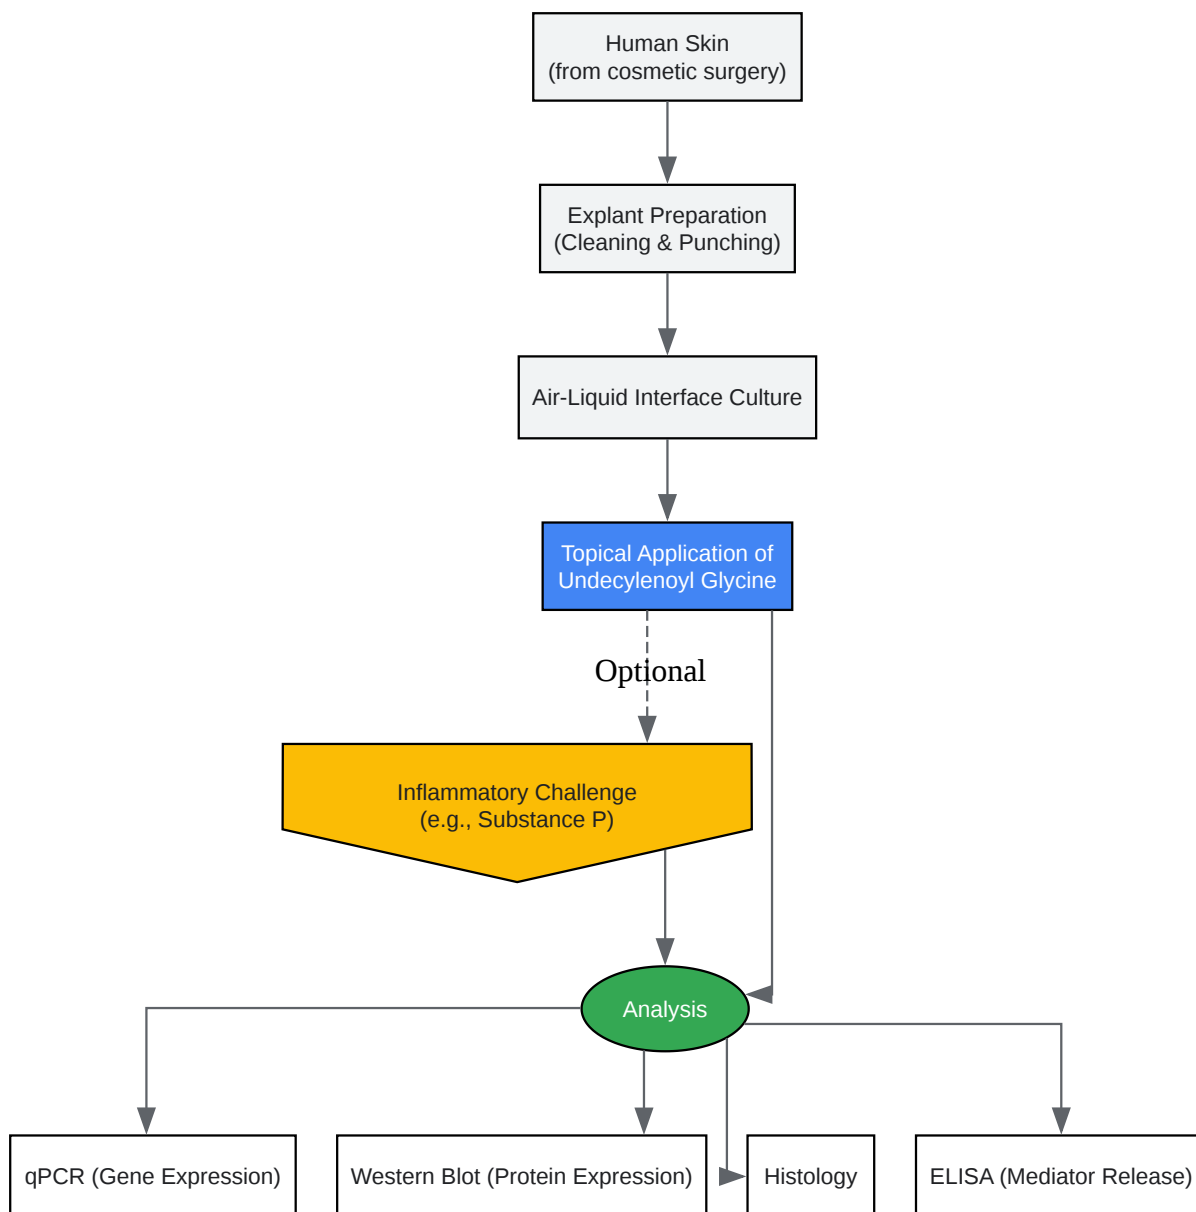 Human Skin
(from cosmetic surgery)
Explant Preparation
(Cleaning & Punching)
Air-Liquid Interface Culture
Topical Application of
Undecylenoyl Glycine
Optional
Inflammatory Challenge
(e.g., Substance P)
Analysis
qPCR (Gene Expression)
Western Blot (Protein Expression)
Histology
ELISA (Mediator Release)